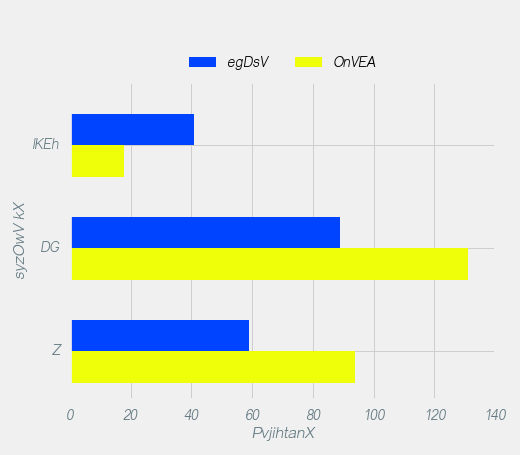 egDsV OnVEA
IKEh
DG
Z
syzOwV kX
0 20 40 60 80 100 120 140
PvjihtanX